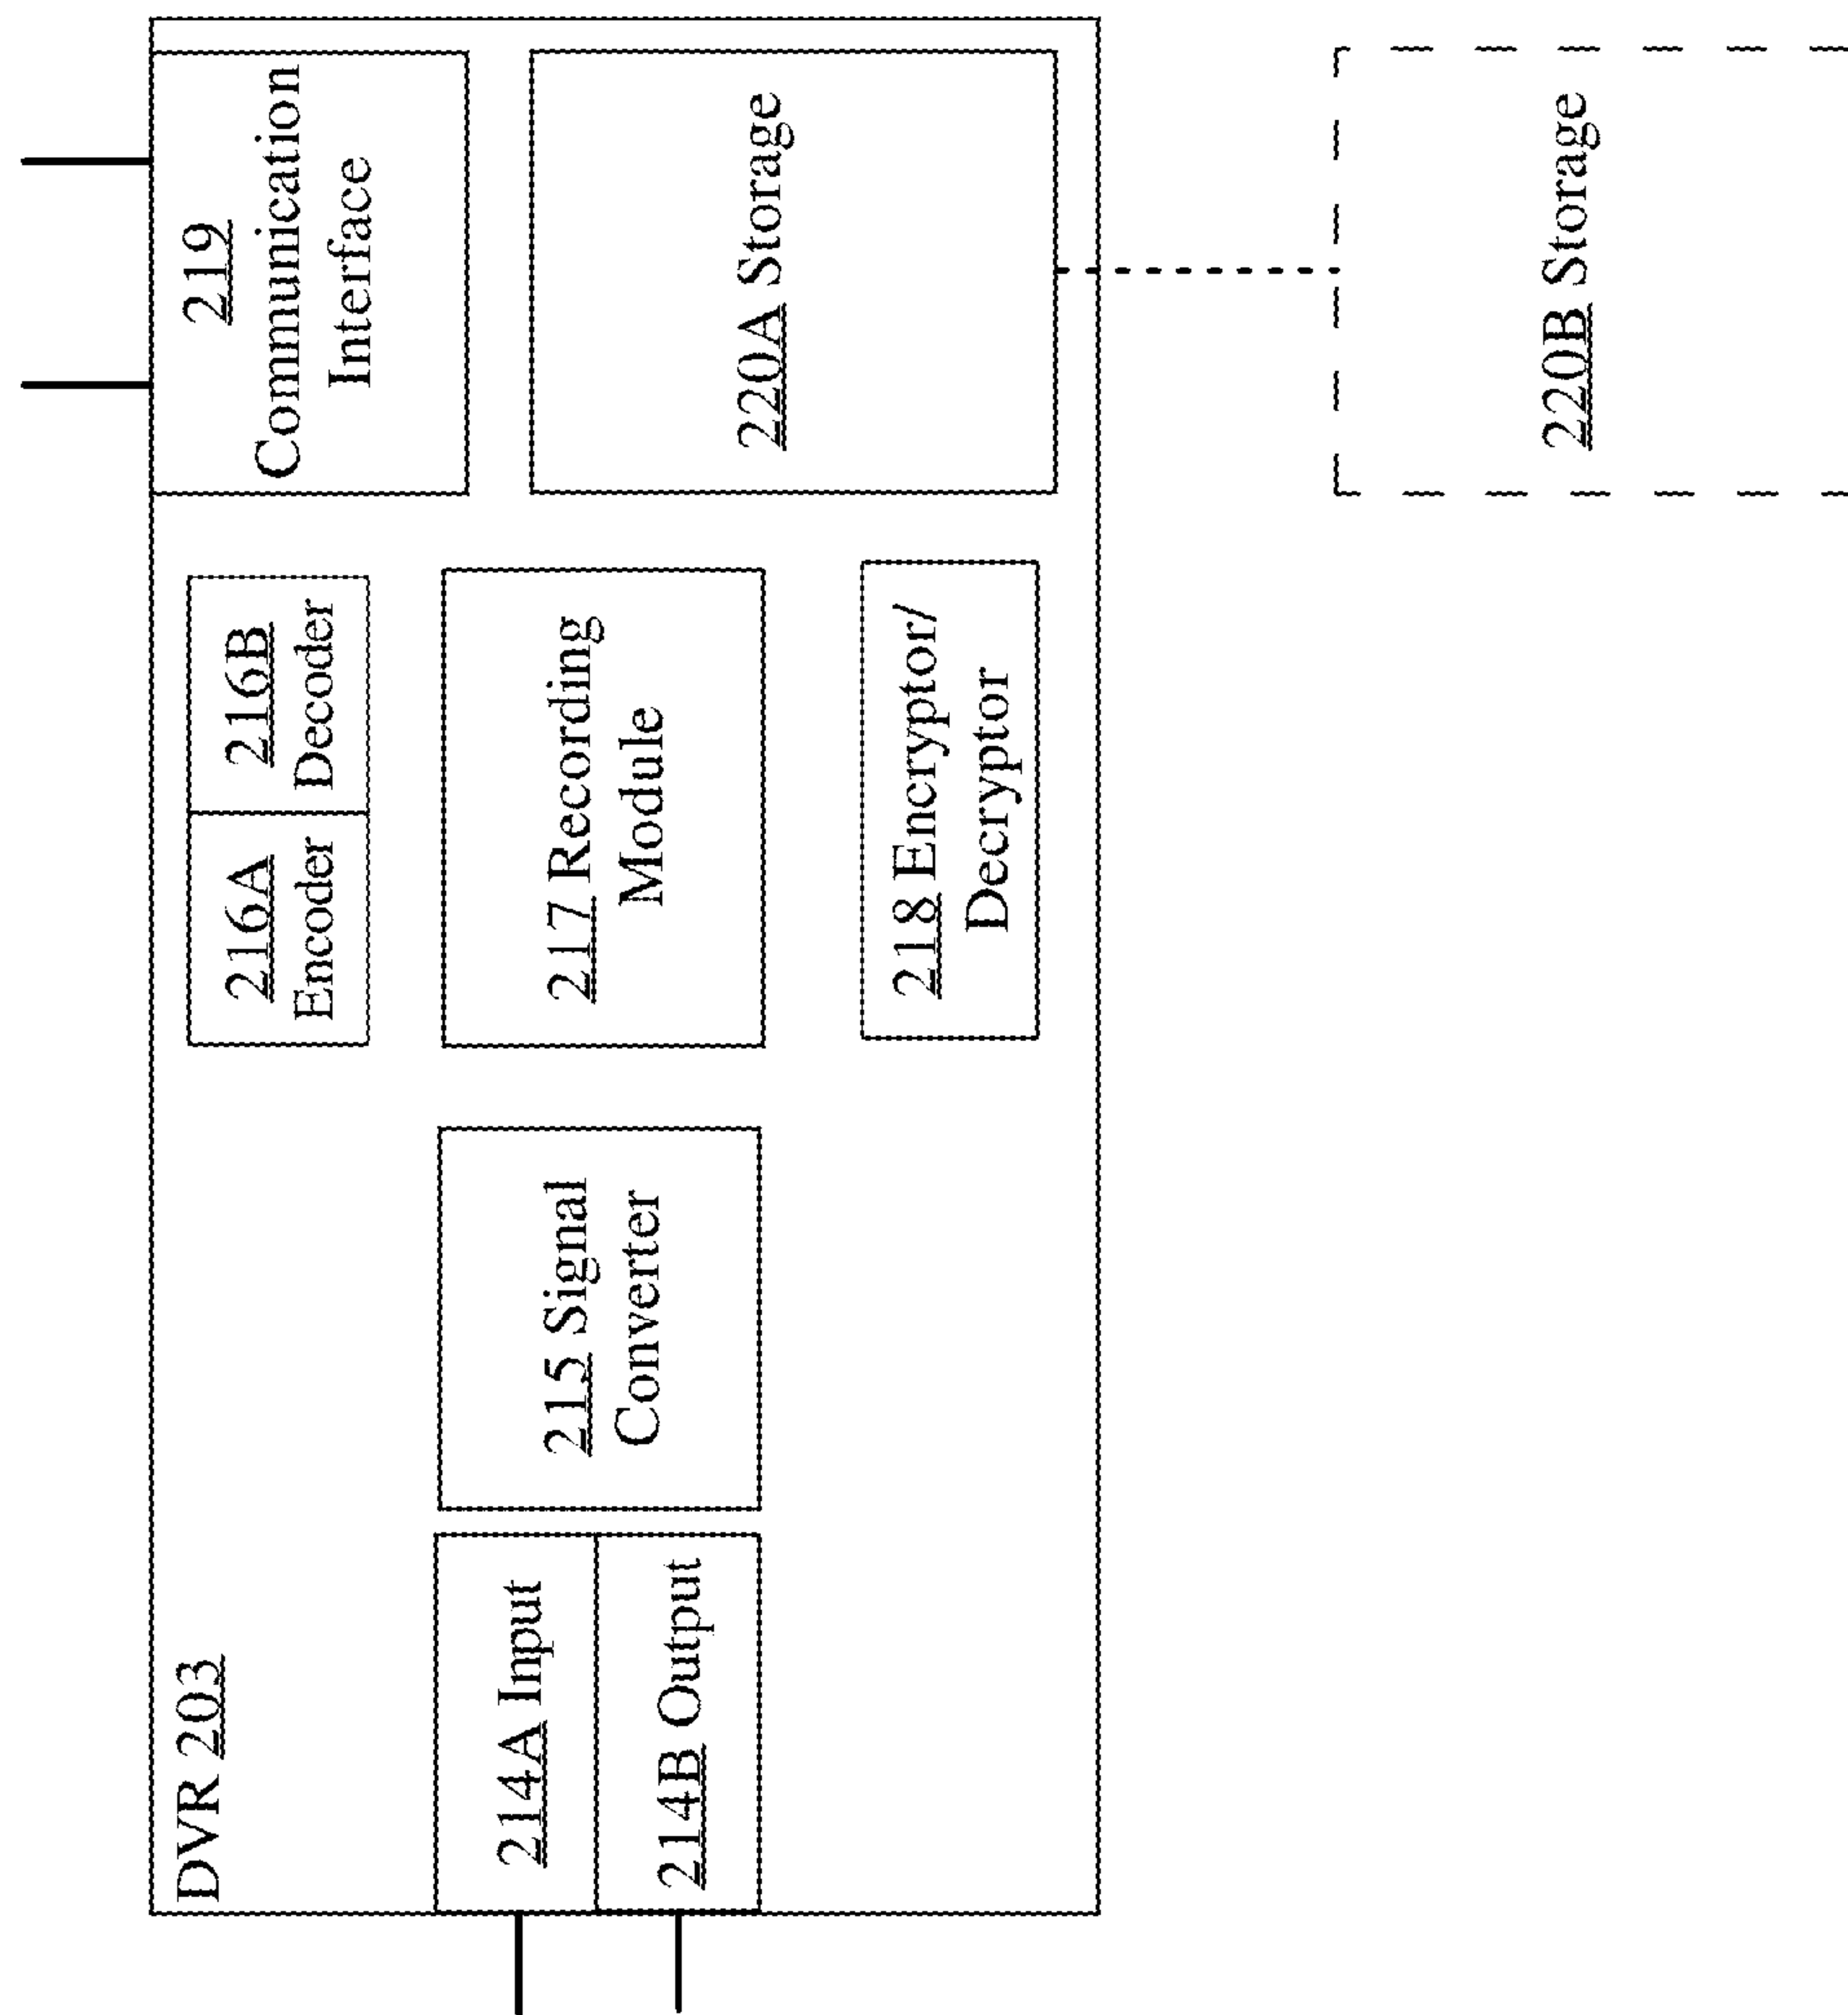 DVR 203
214A Input
214B Output
215 Signal
Converter
216A
Encoder
216B
Decoder
217 Recording
Module
218 Encryptor/
Decryptor
219
Communication
Interface
220A Storage
220B Storage